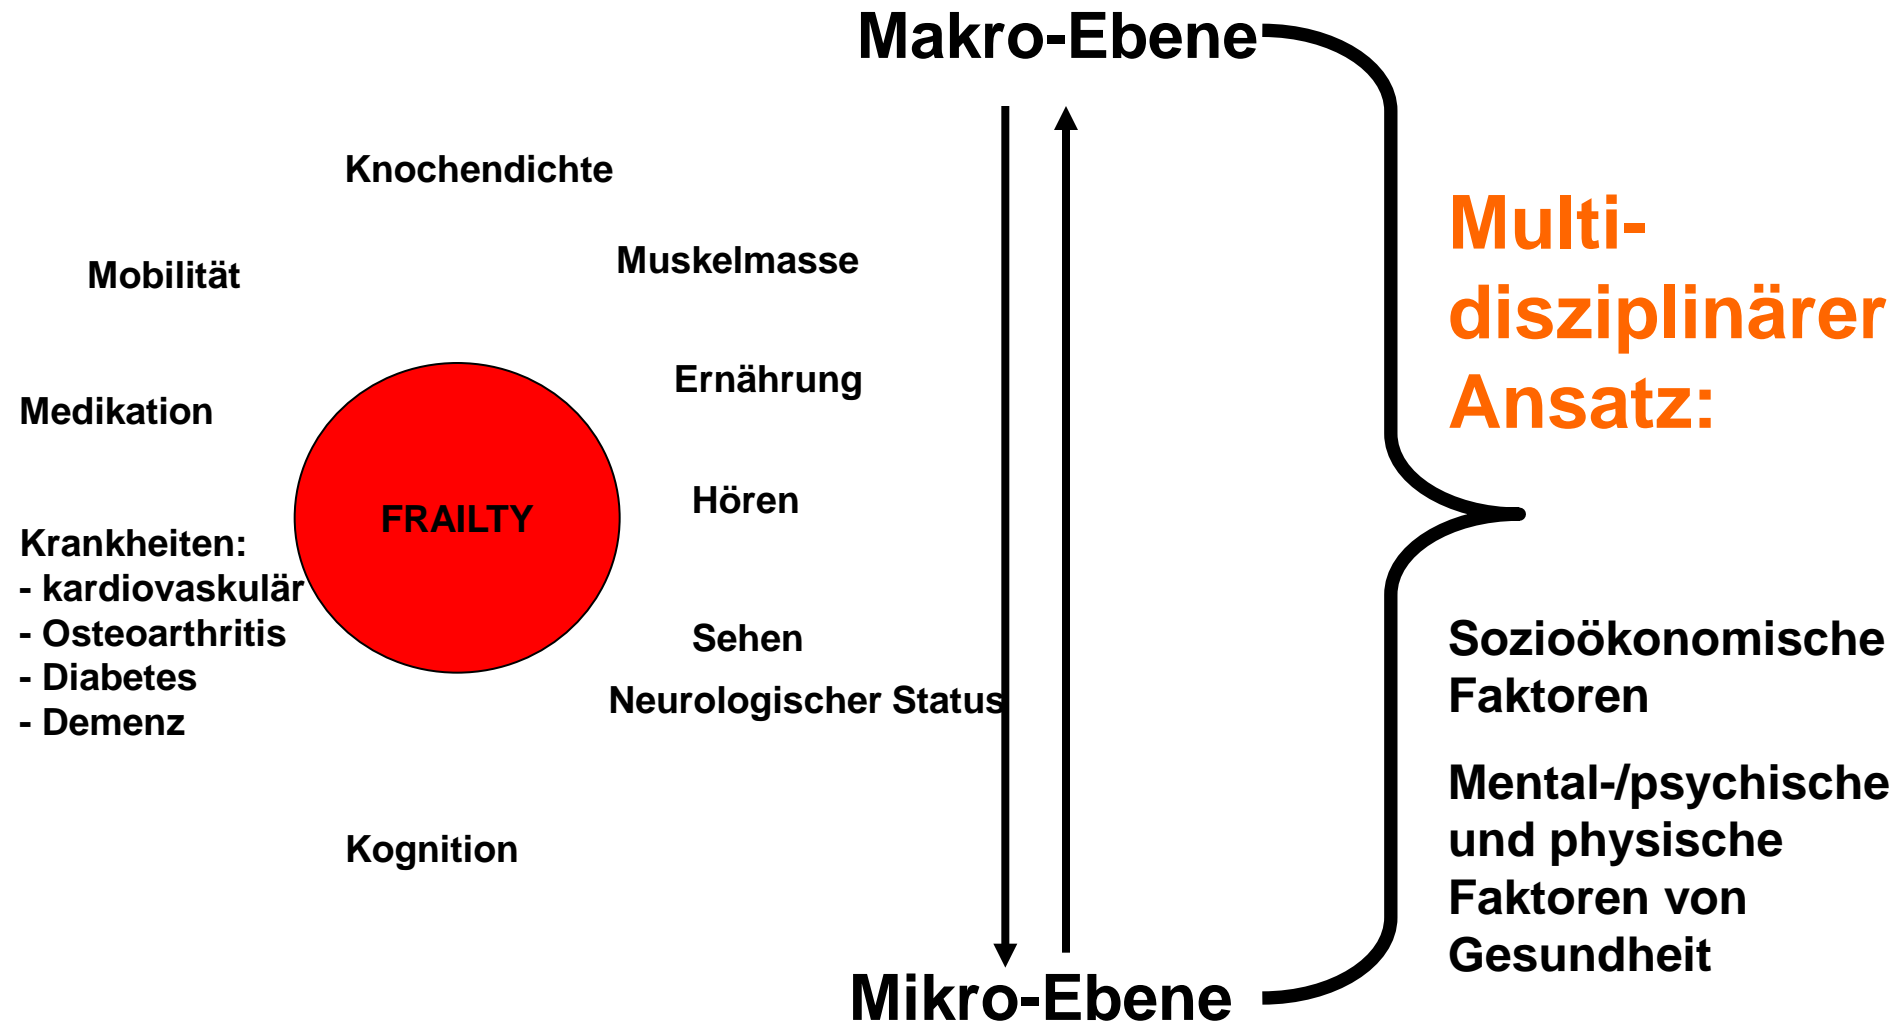 Makro-Ebene
Knochendichte
Muskelmasse
Mobilität
Ernährung
Medikation
Hören
FRAILTY
Krankheiten:
- kardiovaskulär
- Osteoarthritis
- Diabetes
- Demenz
Sehen
Neurologischer Status
Kognition
Mikro-Ebene
Multi-
disziplinärer
Ansatz:
Sozioökonomische
Faktoren
Mental-/psychische
und physische
Faktoren von
Gesundheit